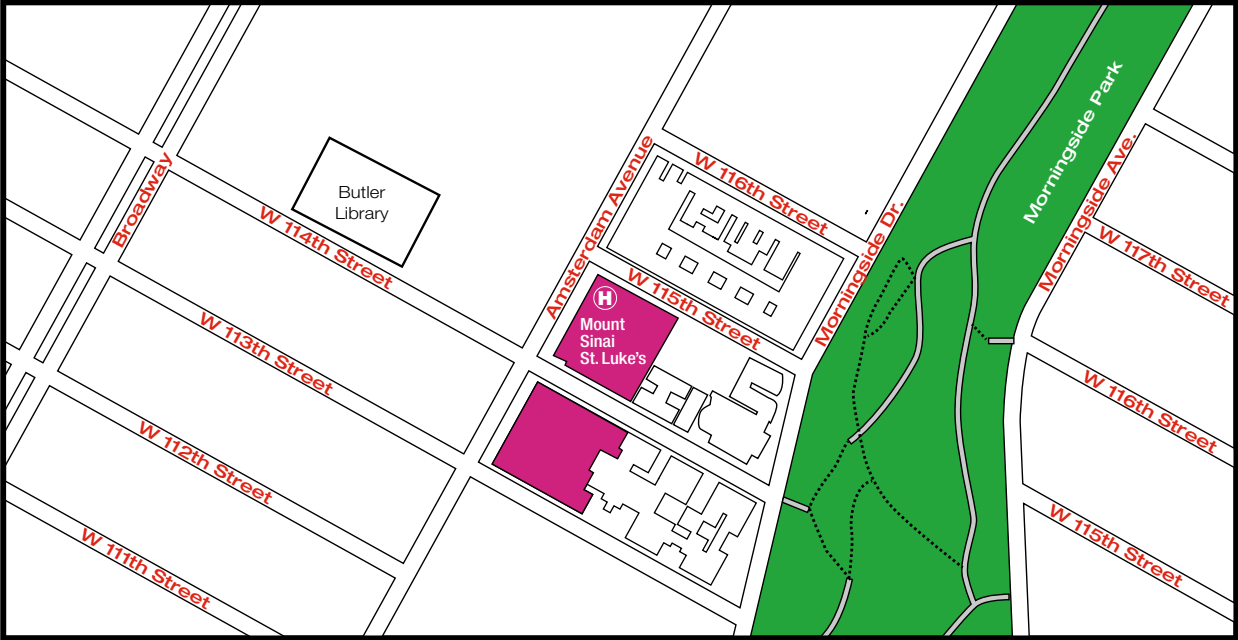 Morningside Park
Morningside Ave.
W 116th Street
Amsterdam Avenue
Broadway
Butler
Library
W 114th Street
Morningside Dr.
W 117th Street
W 115th Street
H
Mount
Sinai
St. Luke's
W 113th Street
W 116th Street
W 112th Street
W 115th Street
W 111th Street